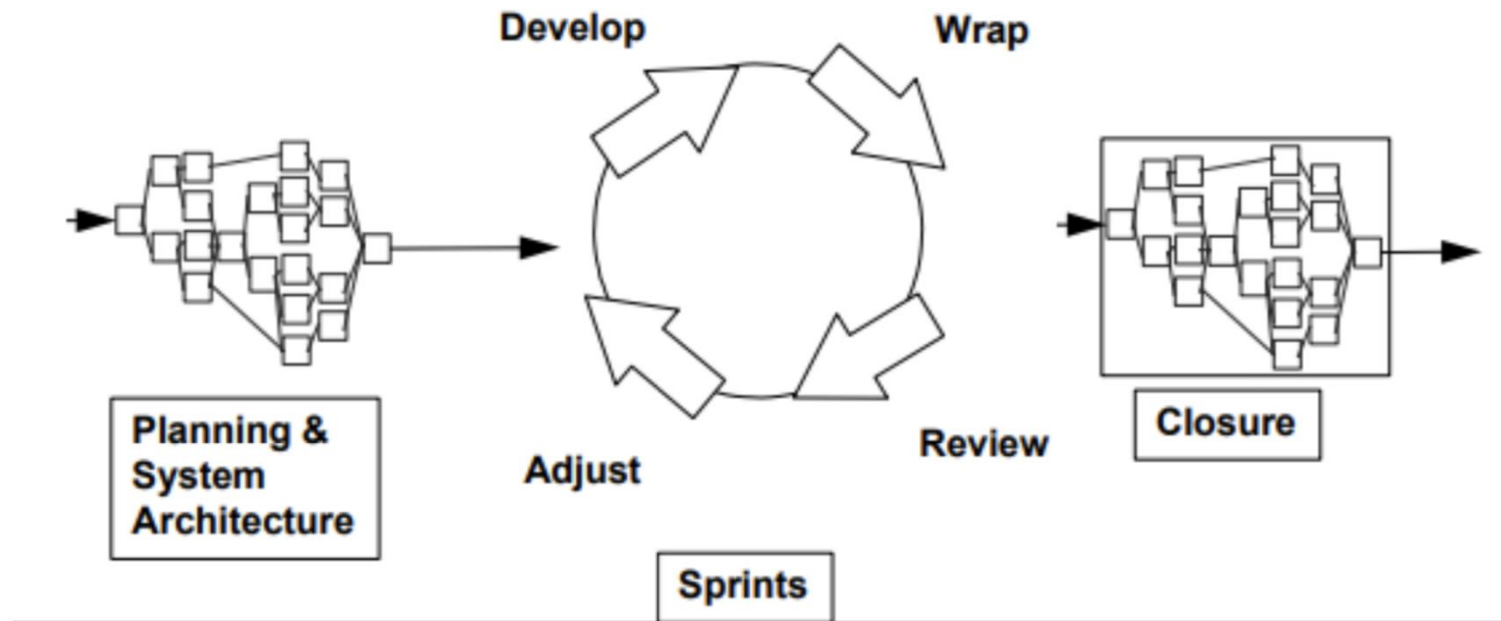 Develop
Wrap
Planning &
System
Architecture
Adjust
Review
Closure
Sprints